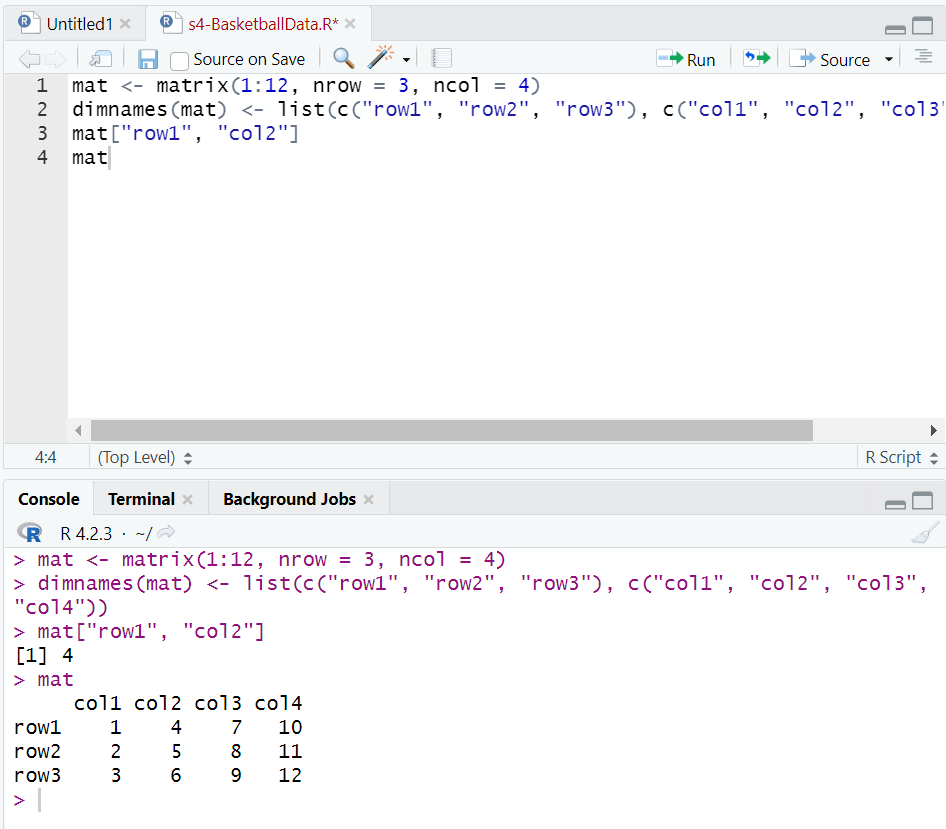 Untitled1 × s4-BasketballData.R* ×
Source on Save Run Source
1 mat <- matrix(1:12, nrow = 3, ncol = 4)
2 dimnames(mat) <- list(c("row1", "row2", "row3"), c("col1", "col2", "col3"
3 mat["row1", "col2"]
4 mat
4:4 (Top Level) R Script
Console Terminal × Background Jobs ×
R R 4.2.3 · ~/
> mat <- matrix(1:12, nrow = 3, ncol = 4)
> dimnames(mat) <- list(c("row1", "row2", "row3"), c("col1", "col2", "col3",
"col4"))
> mat["row1", "col2"]
[1] 4
> mat
col1 col2 col3 col4
row1 1 4 7 10
row2 2 5 8 11
row3 3 6 9 12
>